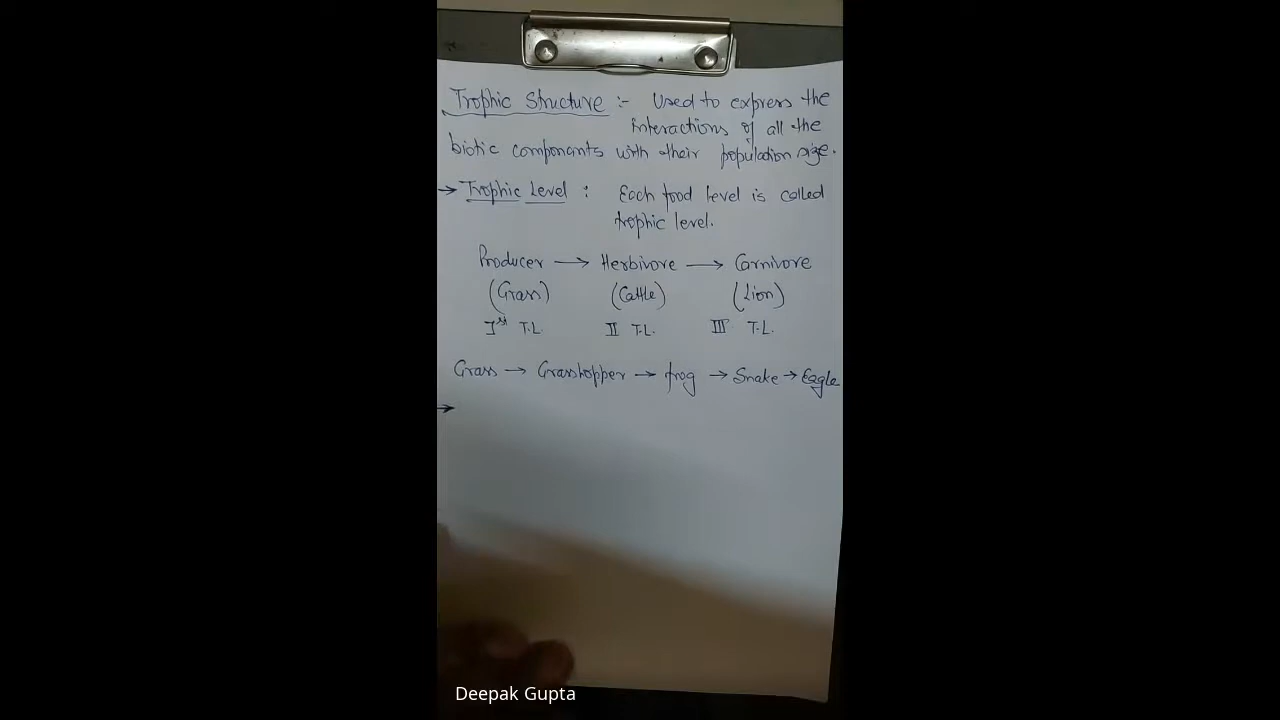 Trophic Structure :- Used to express the
interactions of all the
biotic componants with their population size.
→ Trophic Level : Each food level is called
trophic level.
Producer → Herbivore → Carnivore
(Grass) (Cattle) (Lion)
Ist T.L. II T.L. III T.L.
Grass → Grasshopper → frog → Snake → Eagle
→
Deepak Gupta